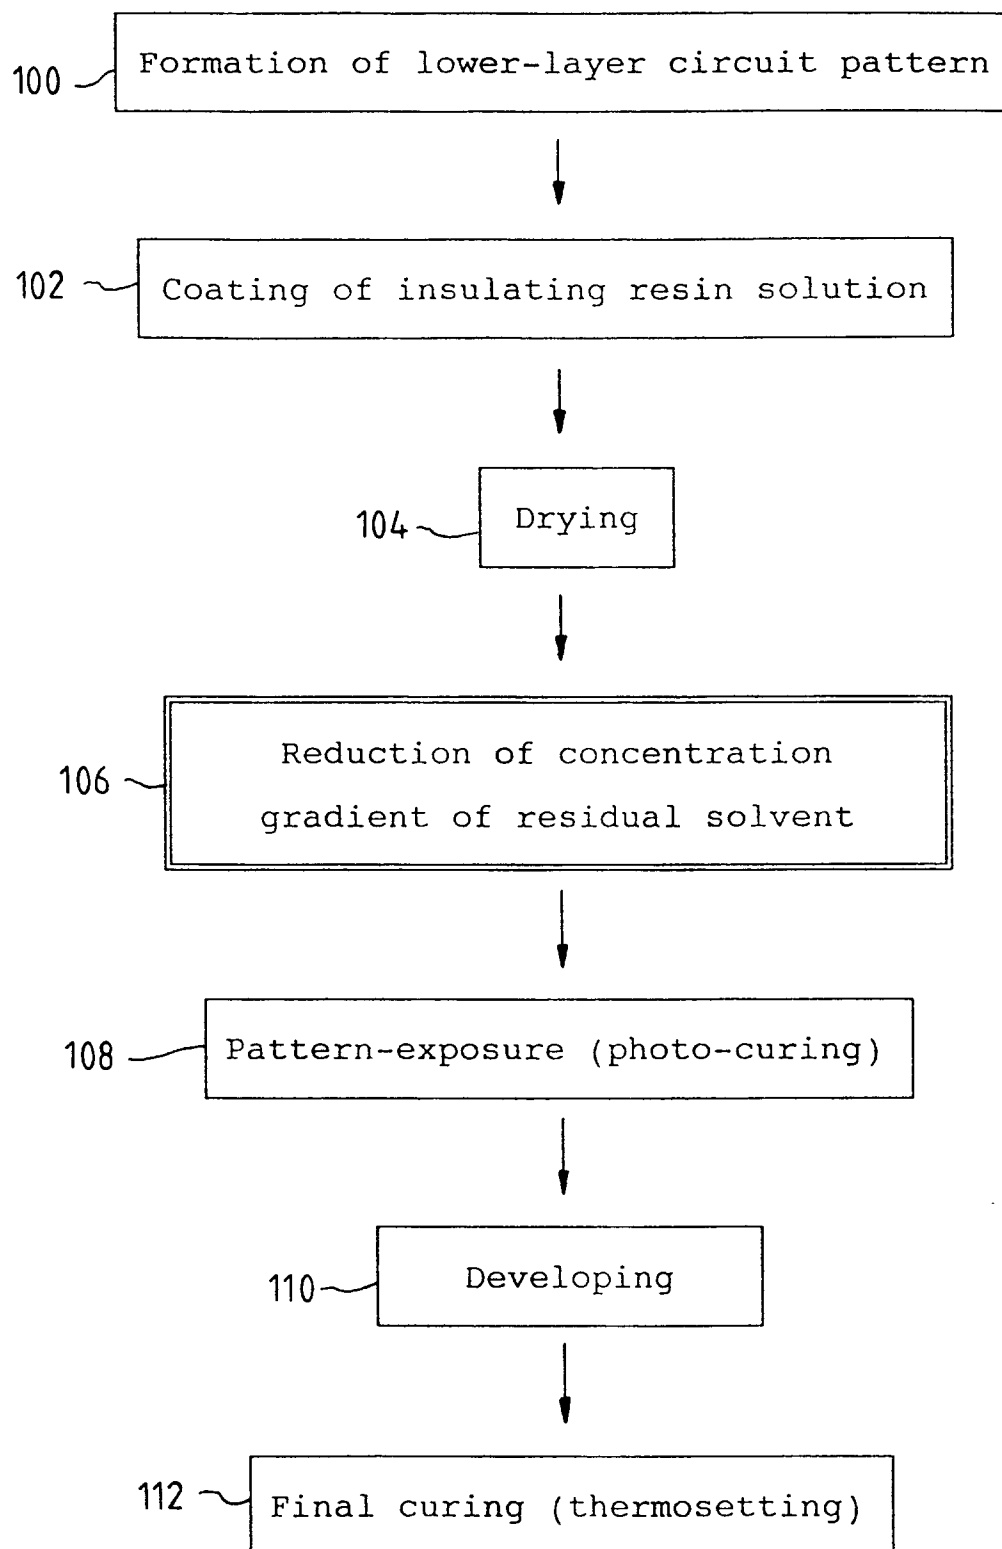 100 Formation of lower-layer circuit pattern
102 Coating of insulating resin solution
104 Drying
106 Reduction of concentration
gradient of residual solvent
108 Pattern-exposure (photo-curing)
110 Developing
112 Final curing (thermosetting)